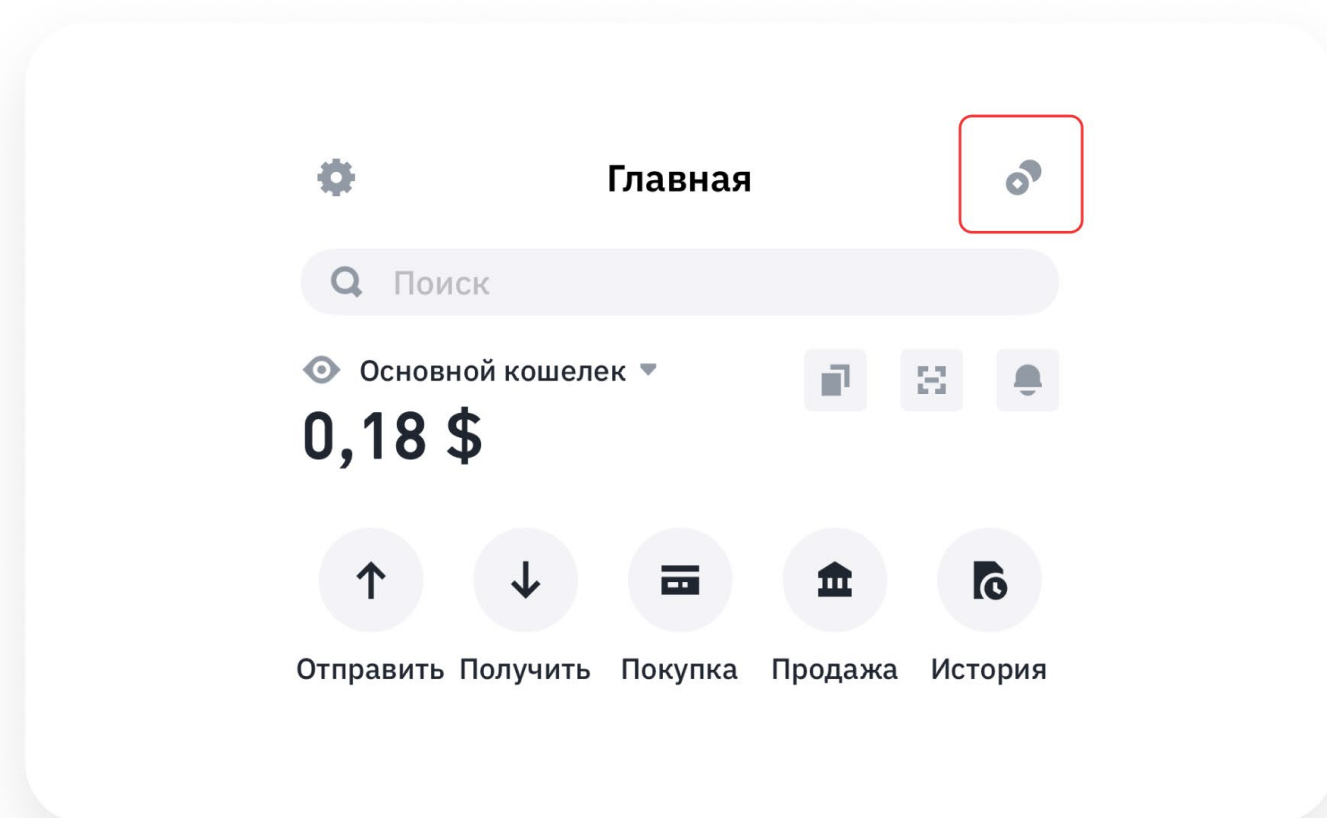 Главная
Поиск
Основной кошелек
0,18 $
Отправить Получить Покупка Продажа История